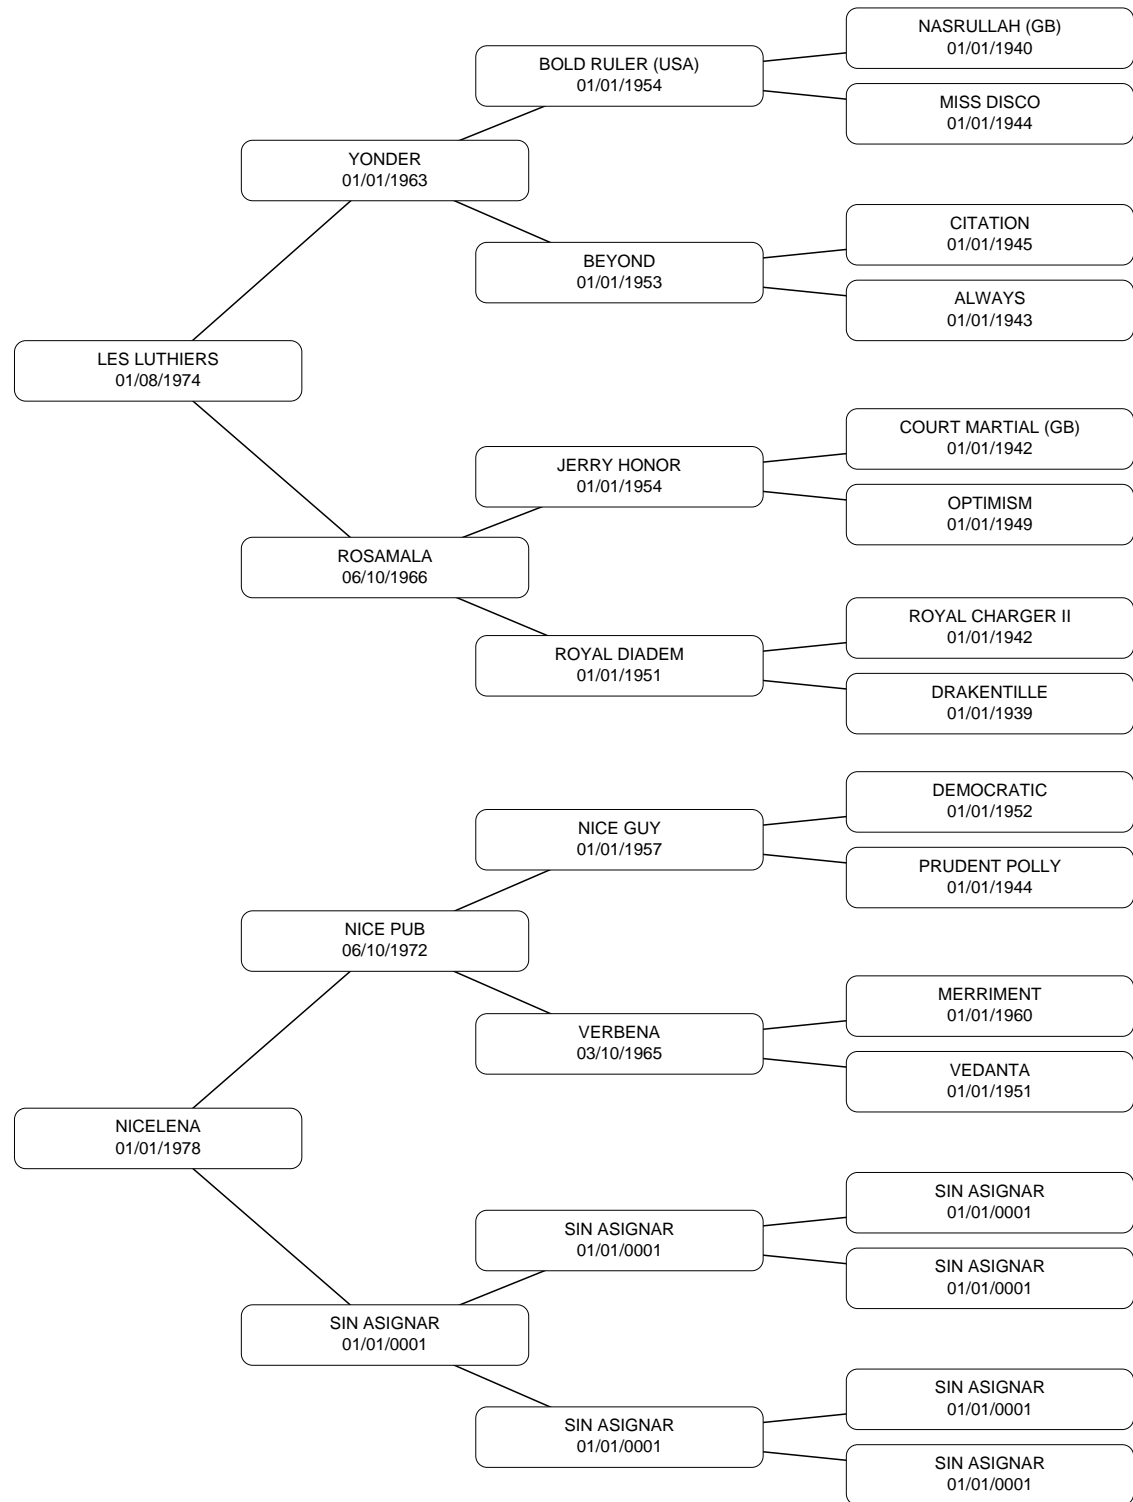 NASRULLAH (GB)
01/01/1940
BOLD RULER (USA)
01/01/1954
MISS DISCO
01/01/1944
YONDER
01/01/1963
CITATION
01/01/1945
BEYOND
01/01/1953
ALWAYS
01/01/1943
LES LUTHIERS
01/08/1974
COURT MARTIAL (GB)
01/01/1942
JERRY HONOR
01/01/1954
OPTIMISM
01/01/1949
ROSAMALA
06/10/1966
ROYAL CHARGER II
01/01/1942
ROYAL DIADEM
01/01/1951
DRAKENTILLE
01/01/1939
DEMOCRATIC
01/01/1952
NICE GUY
01/01/1957
PRUDENT POLLY
01/01/1944
NICE PUB
06/10/1972
MERRIMENT
01/01/1960
VERBENA
03/10/1965
VEDANTA
01/01/1951
NICELENA
01/01/1978
SIN ASIGNAR
01/01/0001
SIN ASIGNAR
01/01/0001
SIN ASIGNAR
01/01/0001
SIN ASIGNAR
01/01/0001
SIN ASIGNAR
01/01/0001
SIN ASIGNAR
01/01/0001
SIN ASIGNAR
01/01/0001